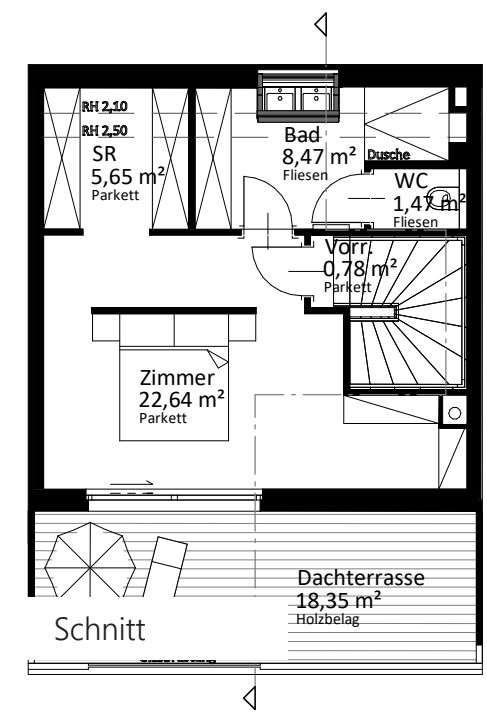 RH 2,10
RH 2,50
SR
5,65 m²
Parkett
Bad
8,47 m²
Fliesen
Dusche
WC
1,47 m²
Fliesen
Vorr.
0,78 m²
Parkett
Zimmer
22,64 m²
Parkett
Dachterrasse
18,35 m²
Holzbelag
Schnitt